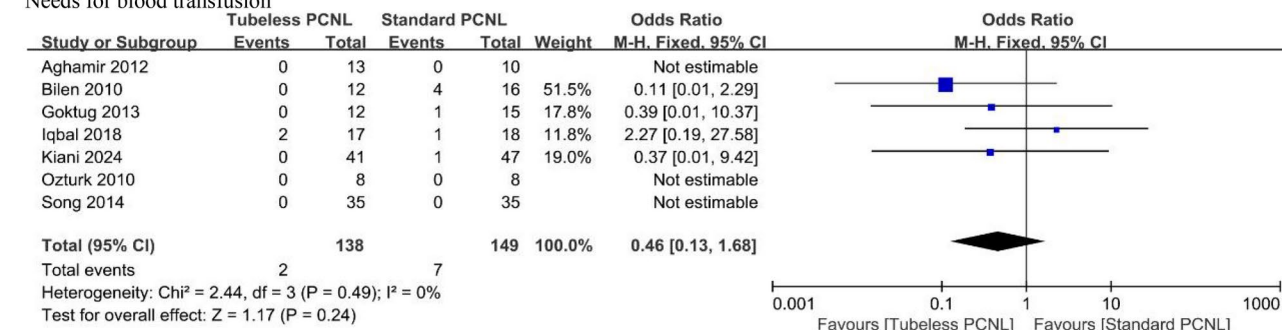 Needs for blood transfusion
Tubeless PCNL Standard PCNL Odds Ratio Odds Ratio
Study or Subgroup Events Total Events Total Weight M-H, Fixed, 95% CI M-H, Fixed, 95% CI
Aghamir 2012 0 13 0 10 Not estimable
Bilen 2010 0 12 4 16 51.5% 0.11 [0.01, 2.29]
Goktug 2013 0 12 1 15 17.8% 0.39 [0.01, 10.37]
Iqbal 2018 2 17 1 18 11.8% 2.27 [0.19, 27.58]
Kiani 2024 0 41 1 47 19.0% 0.37 [0.01, 9.42]
Ozturk 2010 0 8 0 8 Not estimable
Song 2014 0 35 0 35 Not estimable
Total (95% CI) 138 149 100.0% 0.46 [0.13, 1.68]
Total events 2 7
Heterogeneity: Chi² = 2.44, df = 3 (P = 0.49); I² = 0%
Test for overall effect: Z = 1.17 (P = 0.24)
0.001 0.1 1 10 1000
Favours [Tubeless PCNL] Favours [Standard PCNL]